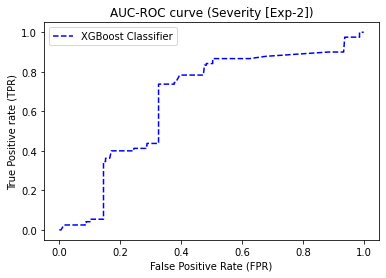 AUC-ROC curve (Severity [Exp-2])
XGBoost Classifier
True Positive rate (TPR)
1.0
0.8
0.6
0.4
0.2
0.0
0.0 0.2 0.4 0.6 0.8 1.0
False Positive Rate (FPR)